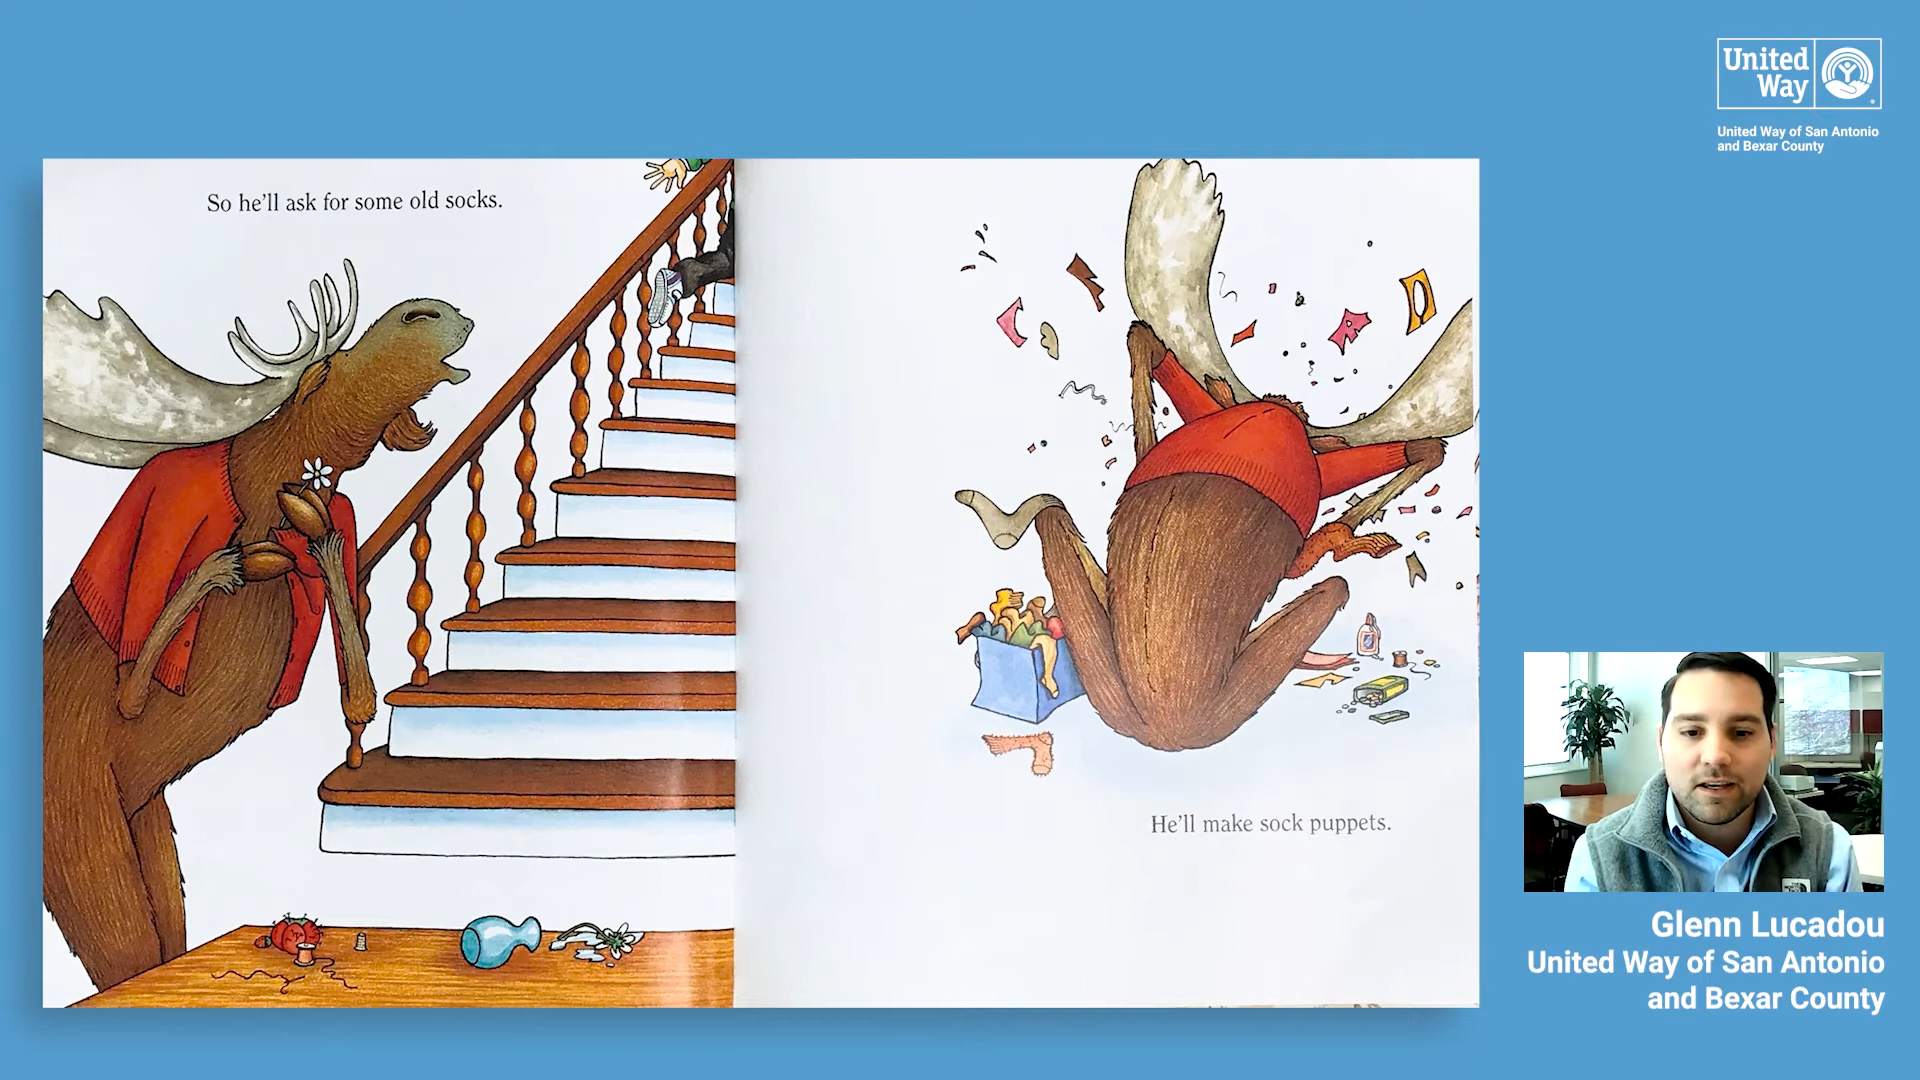 United
Way
United Way of San Antonio
and Bexar County
So he'll ask for some old socks.
He'll make sock puppets.
Glenn Lucadou
United Way of San Antonio
and Bexar County